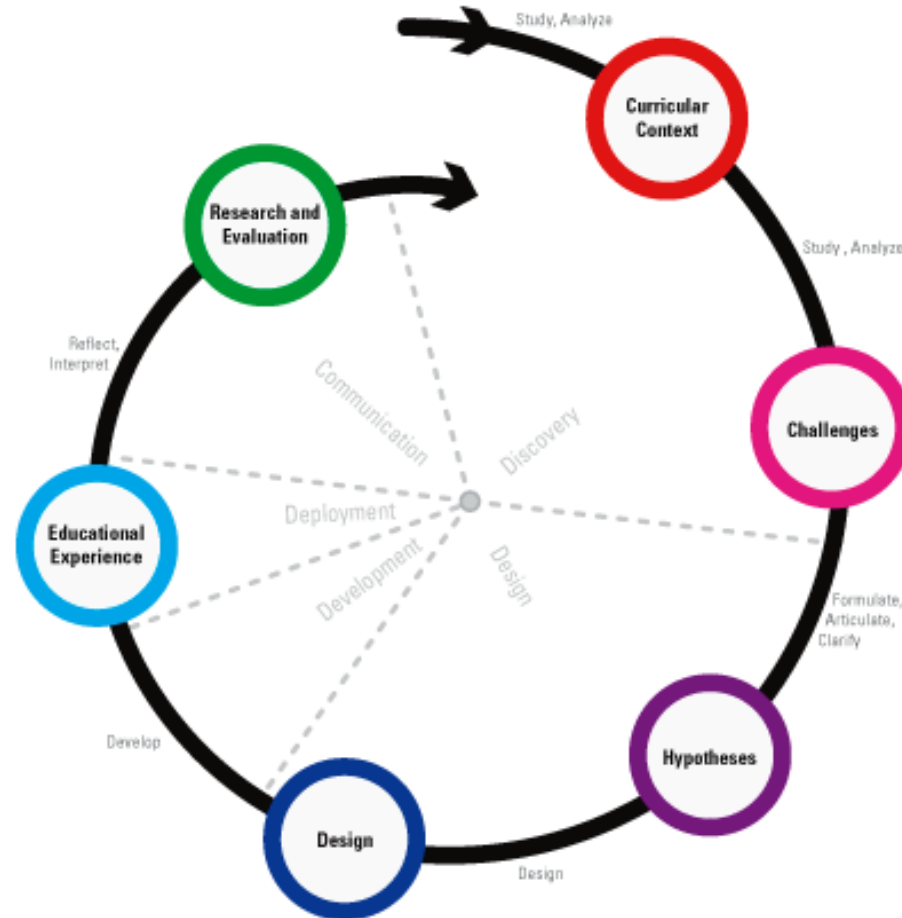 Study, Analyze
Curricular
Context
Study , Analyze
Challenges
Formulate,
Articulate,
Clarify
Hypotheses
Design
Design
Develop
Educational
Experience
Reflect,
Interpret
Research and
Evaluation
Communication
Discovery
Deployment
Development
Design